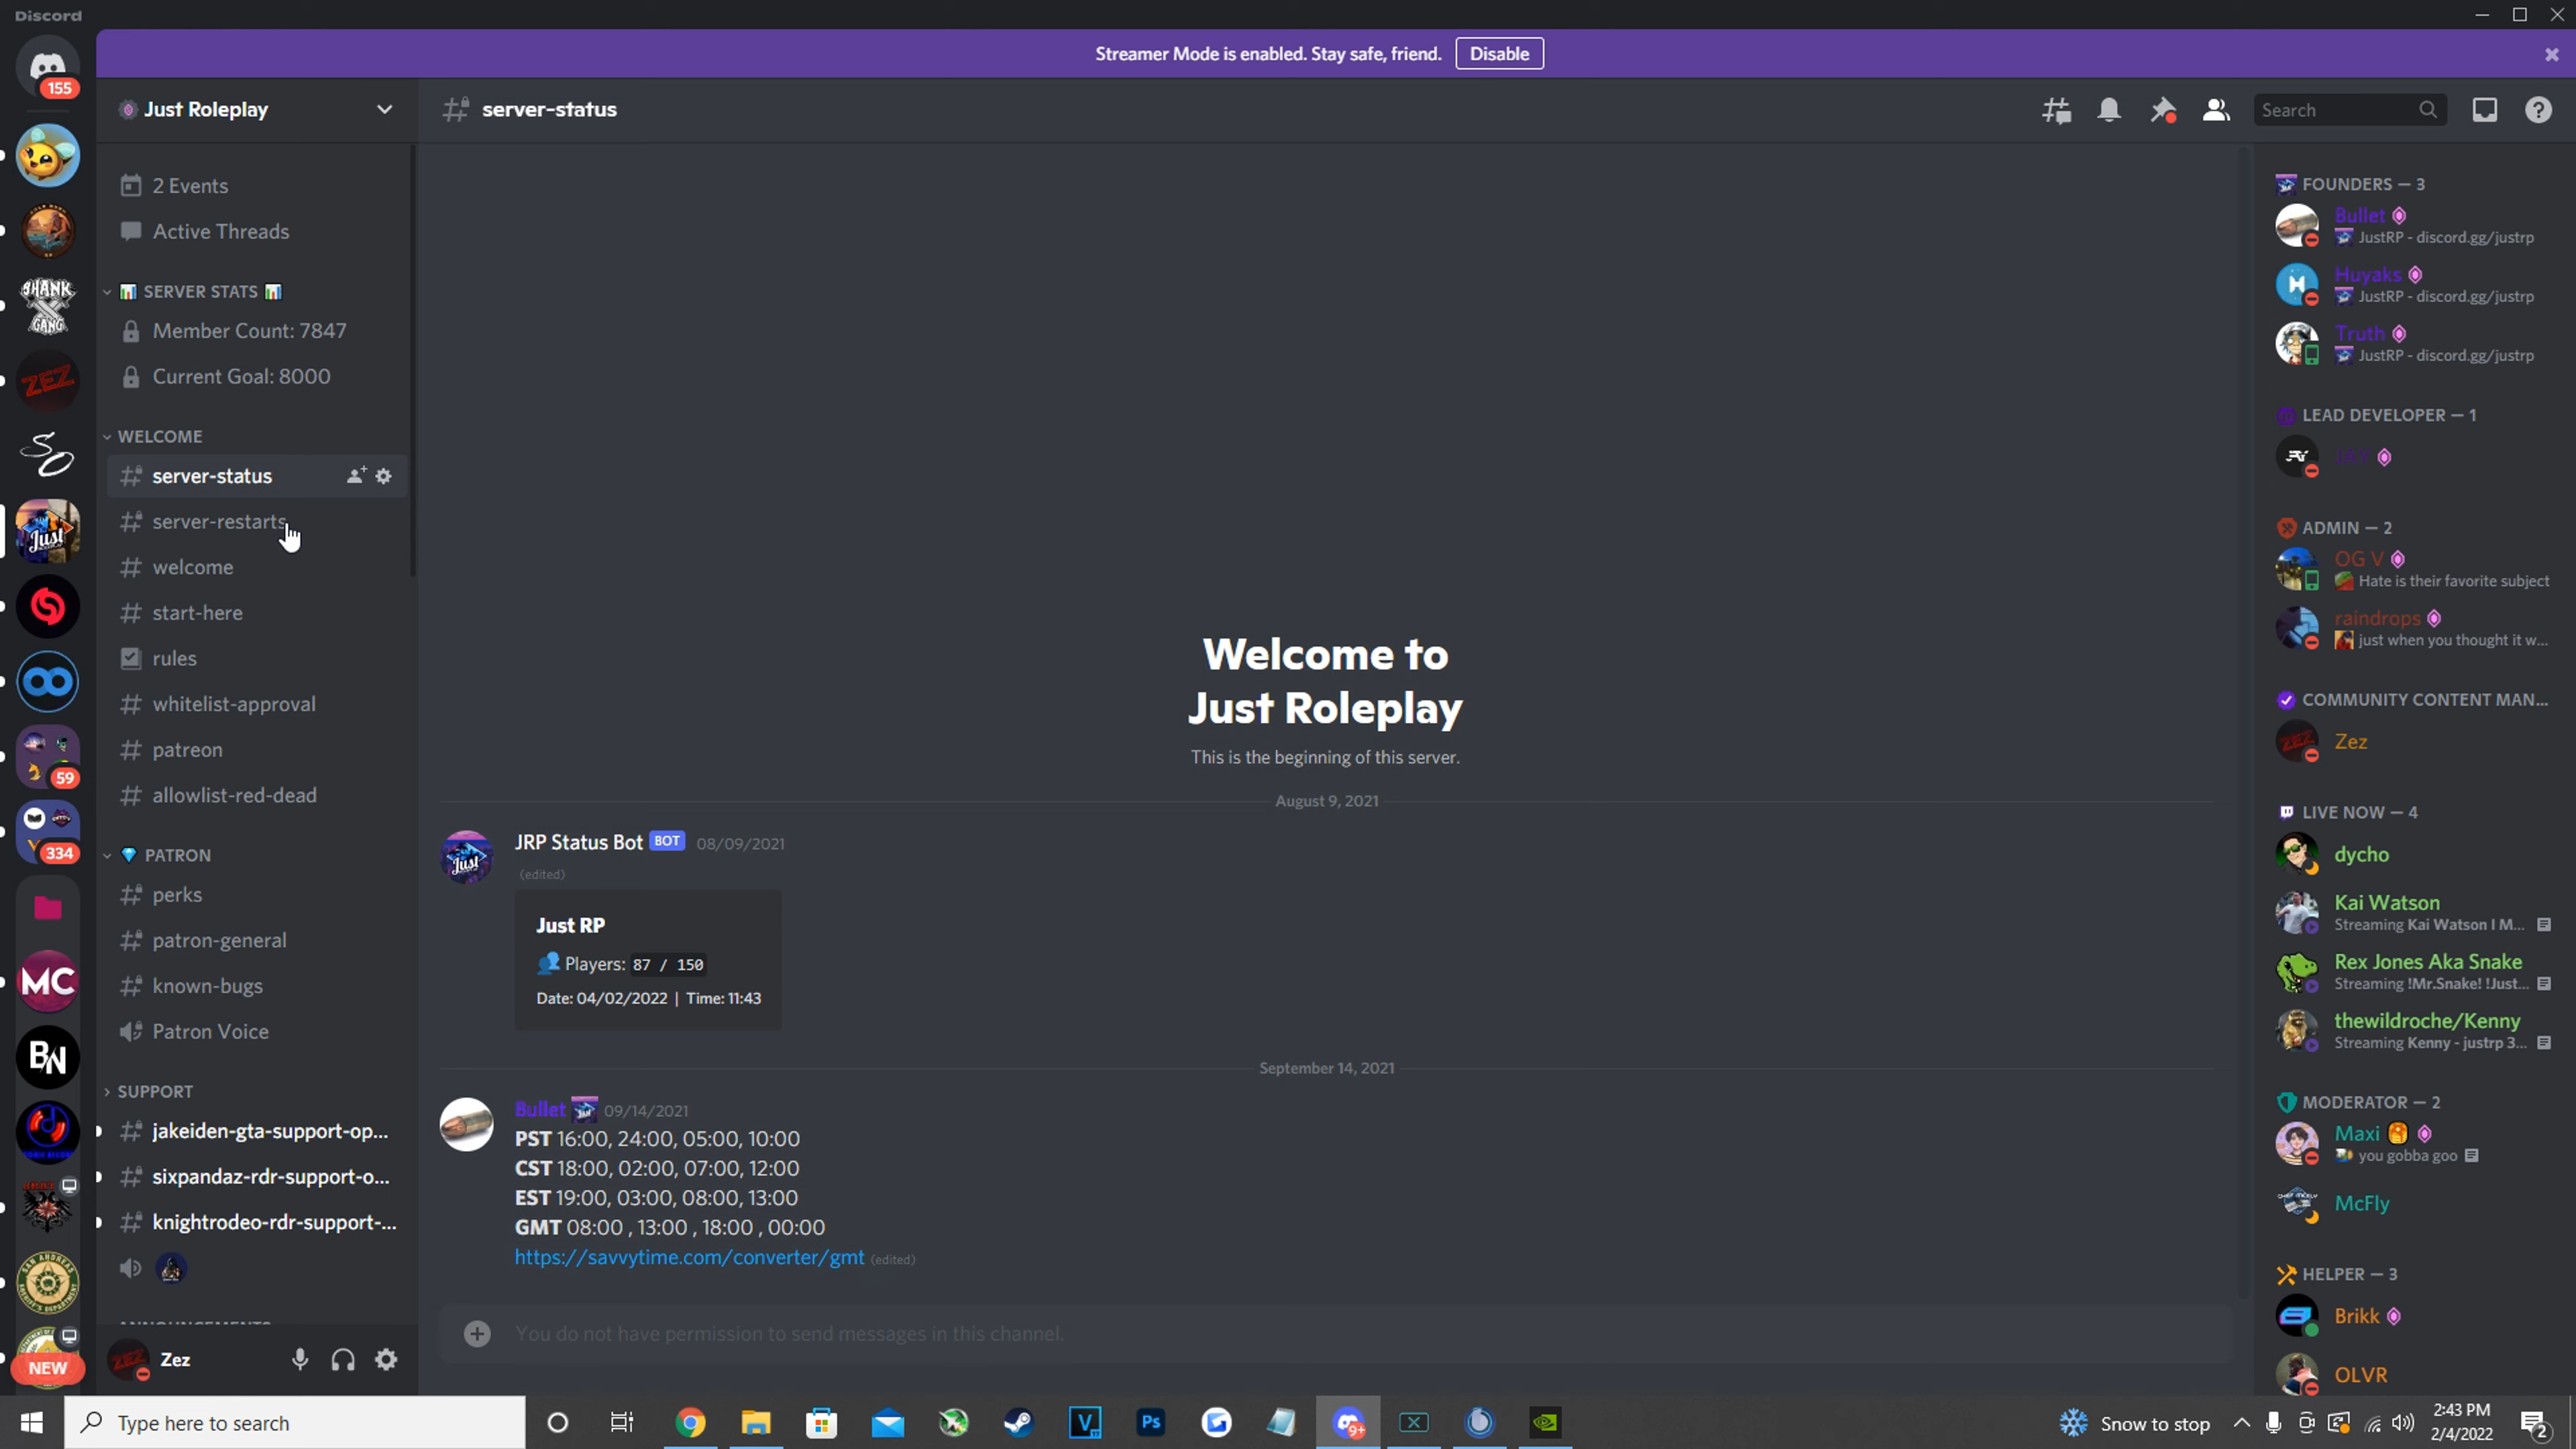 Discord
Streamer Mode is enabled. Stay safe, friend. Disable
155
Just Roleplay
server-status
Search
2 Events
Active Threads
SERVER STATS
Member Count: 7847
Current Goal: 8000
WELCOME
server-status
server-restarts
welcome
start-here
rules
whitelist-approval
patreon
allowlist-red-dead
PATRON
perks
patron-general
known-bugs
Patron Voice
SUPPORT
jakeiden-gta-support-op...
sixpandaz-rdr-support-o...
knightrodeo-rdr-support-...
ANNOUNCEMENTS
Zez
SHANK
GANG
ZEZ
SO
Just
59
334
MC
BN
NEW
Welcome to
Just Roleplay
This is the beginning of this server.
August 9, 2021
JRP Status Bot BOT 08/09/2021
(edited)
Just RP
Players: 87 / 150
Date: 04/02/2022 | Time: 11:43
September 14, 2021
Bullet 09/14/2021
PST 16:00, 24:00, 05:00, 10:00
CST 18:00, 02:00, 07:00, 12:00
EST 19:00, 03:00, 08:00, 13:00
GMT 08:00 , 13:00 , 18:00 , 00:00
https://savvytime.com/converter/gmt (edited)
You do not have permission to send messages in this channel.
FOUNDERS — 3
Bullet
JustRP - discord.gg/justrp
Huyaks
JustRP - discord.gg/justrp
Truth
JustRP - discord.gg/justrp
LEAD DEVELOPER — 1
JAY
ADMIN — 2
OG V
Hate is their favorite subject
raindrops
just when you thought it w...
COMMUNITY CONTENT MAN...
Zez
LIVE NOW — 4
dycho
Kai Watson
Streaming Kai Watson I M...
Rex Jones Aka Snake
Streaming !Mr.Snake! !Just...
thewildroche/Kenny
Streaming Kenny - justrp 3...
MODERATOR — 2
Maxi
you gobba goo
McFly
HELPER — 3
Brikk
OLVR
Type here to search
Ps
9+
Snow to stop
2:43 PM
2/4/2022
2